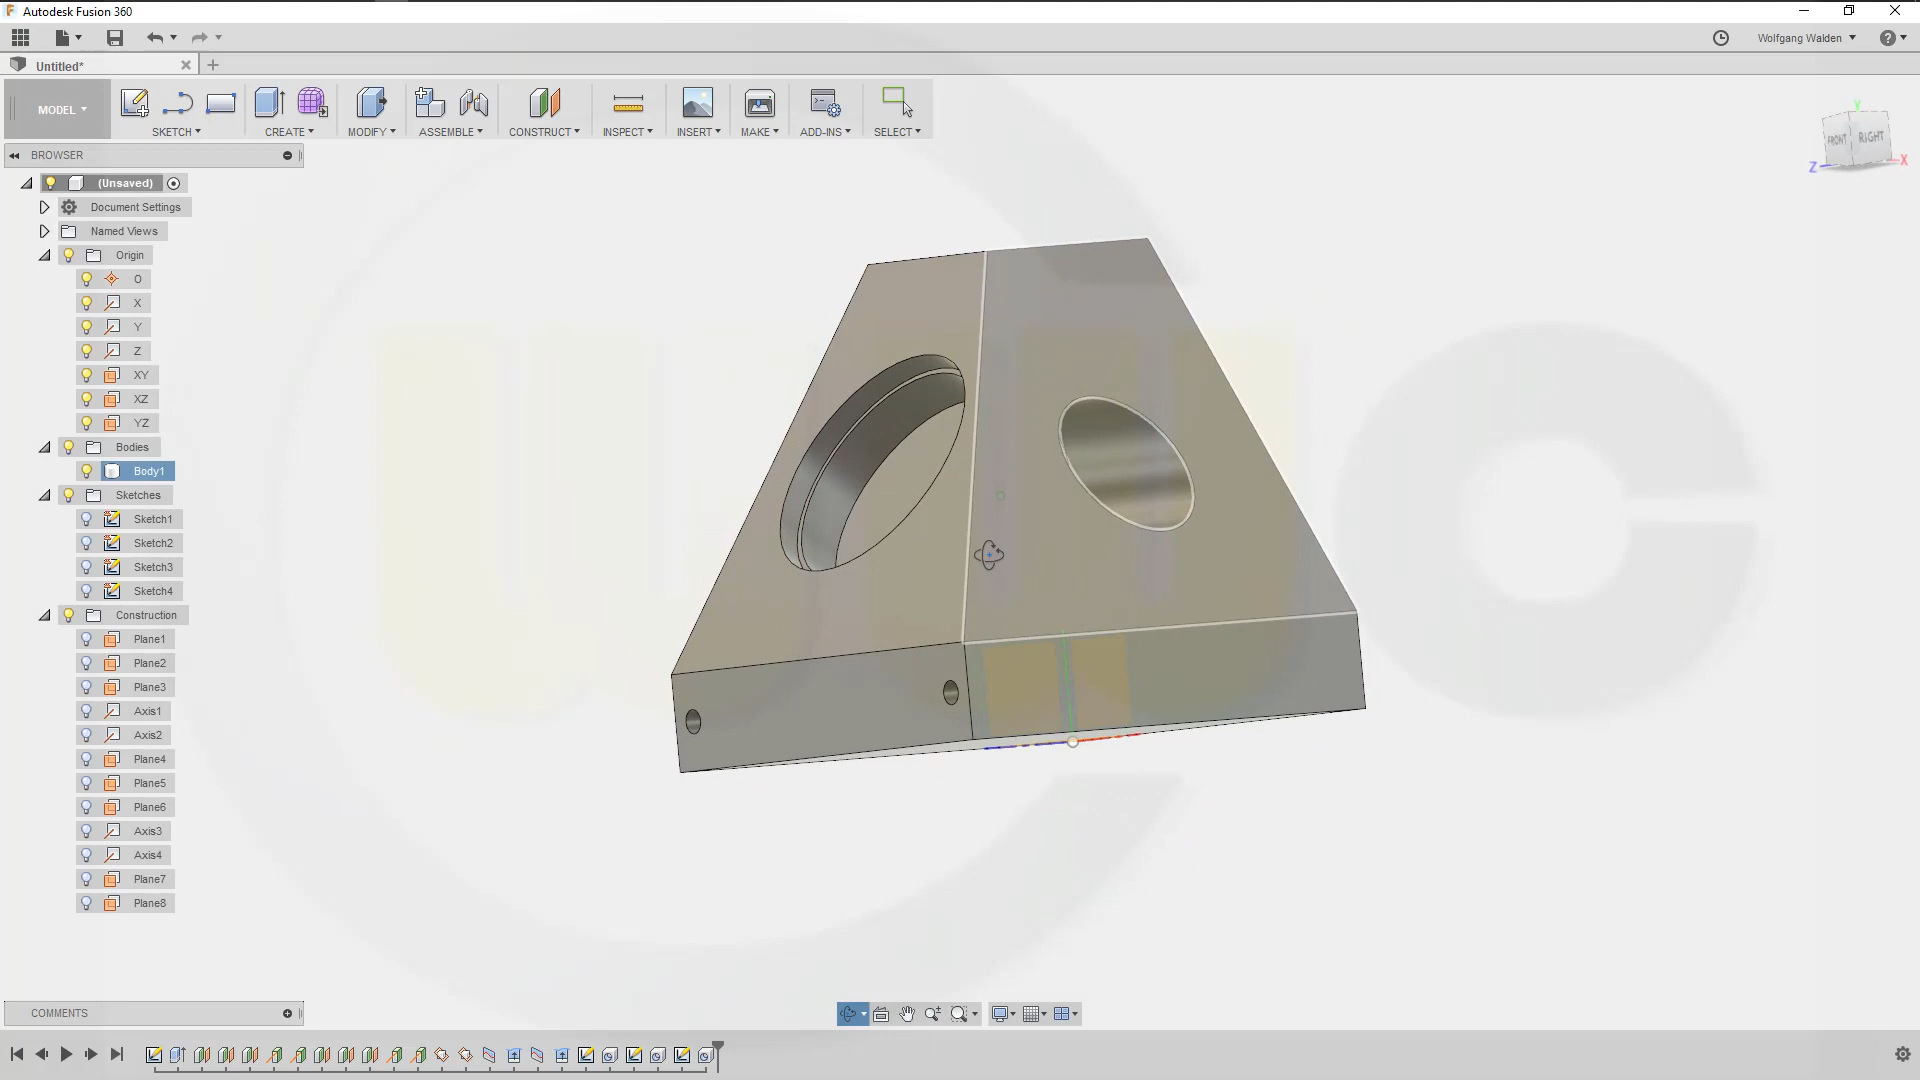 Autodesk Fusion 360
Wolfgang Walden
Untitled*
MODEL
SKETCH
CREATE
MODIFY
ASSEMBLE
CONSTRUCT
INSPECT
INSERT
MAKE
ADD-INS
SELECT
Y
FRONT
RIGHT
Z
X
BROWSER
(Unsaved)
Document Settings
Named Views
Origin
O
X
Y
Z
XY
XZ
YZ
Bodies
Body1
Sketches
Sketch1
Sketch2
Sketch3
Sketch4
Construction
Plane1
Plane2
Plane3
Axis1
Axis2
Plane4
Plane5
Plane6
Axis3
Axis4
Plane7
Plane8
COMMENTS